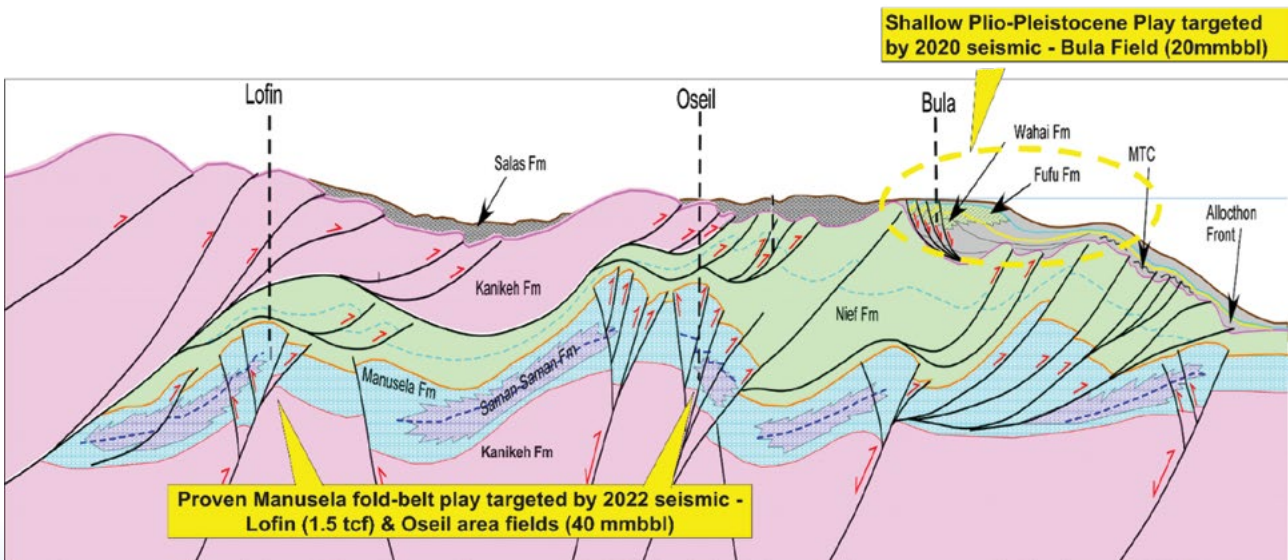 Shallow Plio-Pleistocene Play targeted
by 2020 seismic - Bula Field (20mmbbl)
Lofin
Oseil
Bula
Wahai Fm
Salas Fm
Fufu Fm
MTC
Allocthon
Front
Kanikeh Fm
Nief Fm
Manusela Fm
Saman-Saman Fm
Kanikeh Fm
Proven Manusela fold-belt play targeted by 2022 seismic -
Lofin (1.5 tcf) & Oseil area fields (40 mmbbl)